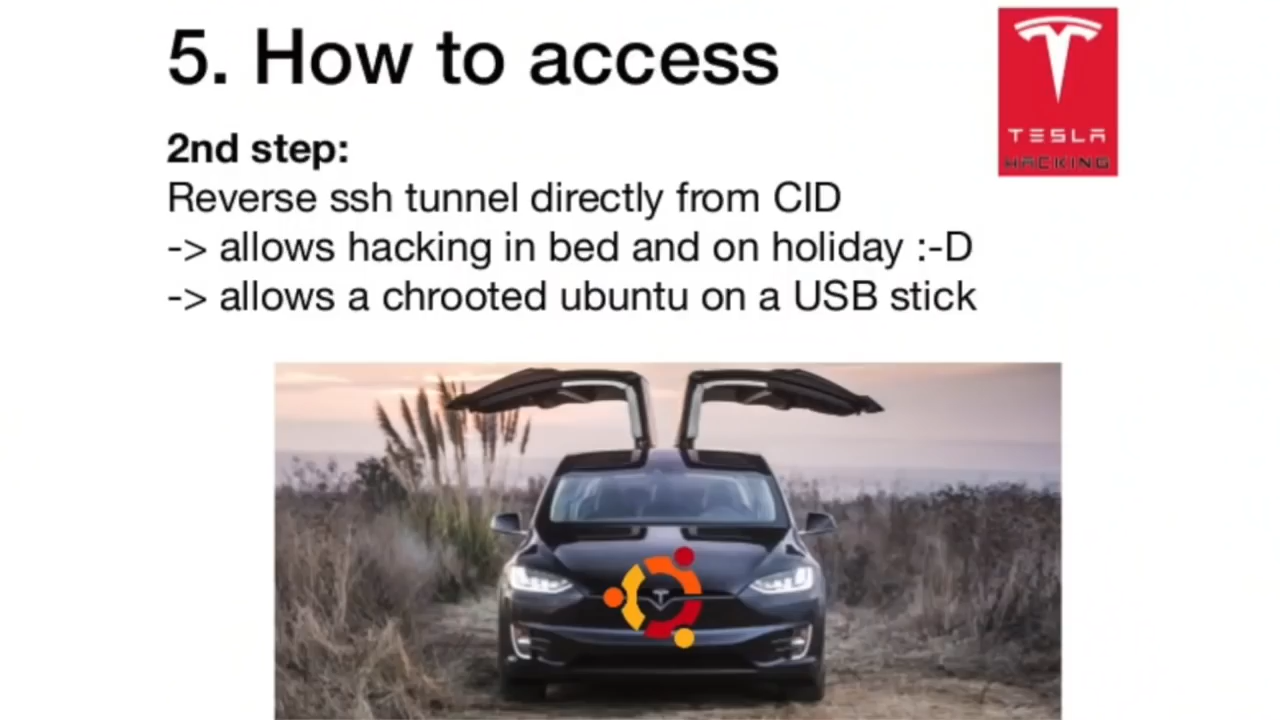 5. How to access
TESLA
HACKING
2nd step:
Reverse ssh tunnel directly from CID
-> allows hacking in bed and on holiday :-D
-> allows a chrooted ubuntu on a USB stick